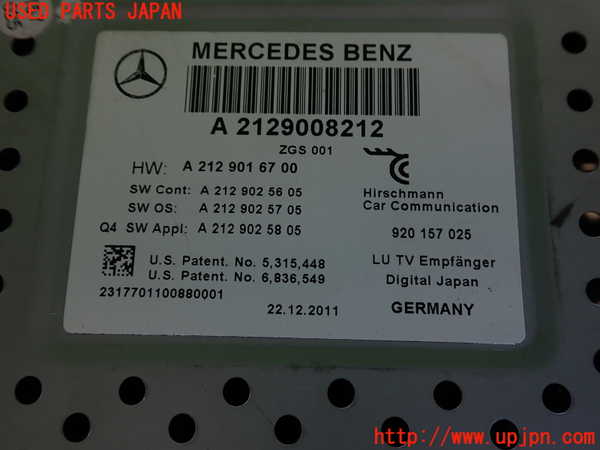 USED PARTS JAPAN
MERCEDES BENZ
A 2129008212
ZGS 001
HW: A 212 901 67 00
SW Cont: A 212 902 56 05
SW OS: A 212 902 57 05
Q4 SW Appl: A 212 902 58 05
Hirschmann
Car Communication
920 157 025
U.S. Patent. No. 5,315,448
U.S. Patent. No. 6,836,549
LU TV Empfänger
Digital Japan
2317701100880001
22.12.2011
GERMANY
http://www.upjpn.com/